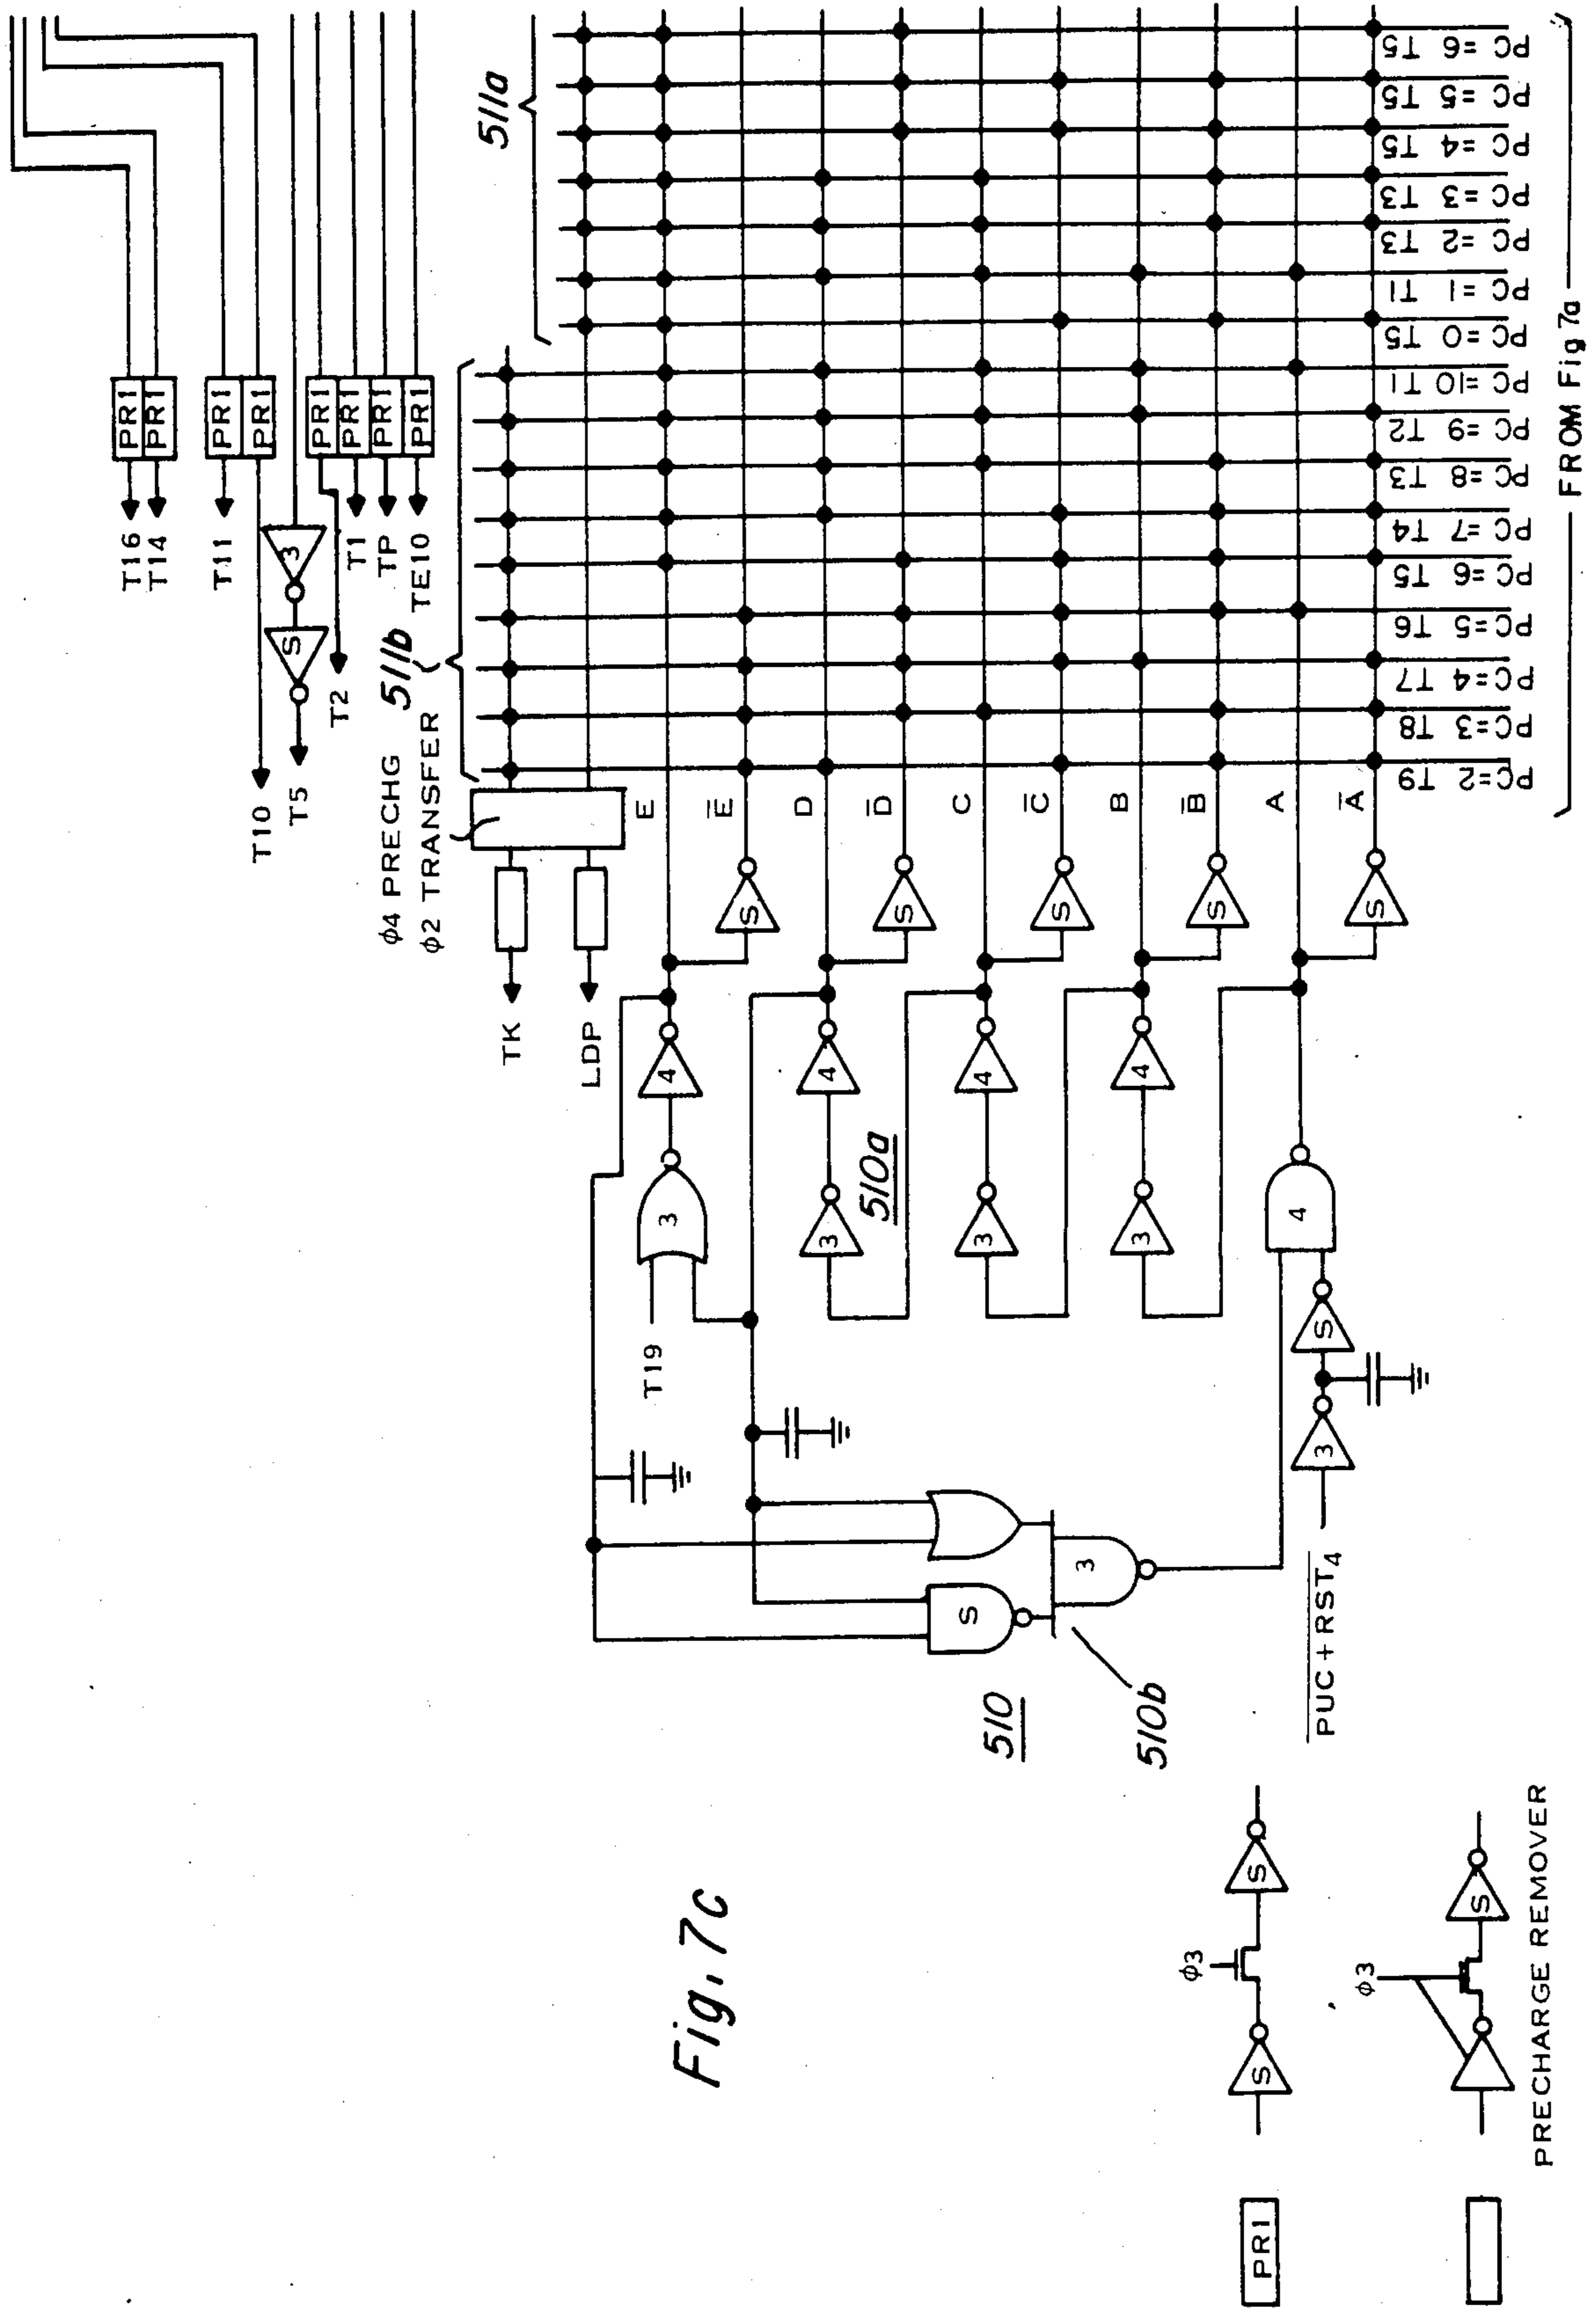 T16
T14
T11
T10
T5
T2
T1
TP
TE10
PR1
PR1
PR1
PR1
PR1
PR1
PR1
PR1
3
S
511a
511b
φ4 PRECHG
φ2 TRANSFER
TK
LDP
E
E̅
D
D̅
C
C̅
B
B̅
A
A̅
S
S
S
S
S
4
4
4
4
3
3
3
3
4
S
3
T19
510a
S
3
510
510b
PUC + RST4
PC=2 T9
PC=3 T8
PC=4 T7
PC=5 T6
PC=6 T5
PC=7 T4
PC=8 T3
PC=9 T2
PC=10 T1
PC=0 T5
PC=1 T1
PC=2 T3
PC=3 T3
PC=4 T5
PC=5 T5
PC=6 T5
FROM Fig 7a
Fig. 7C
PR1
S
φ3
S
φ3
S
PRECHARGE REMOVER